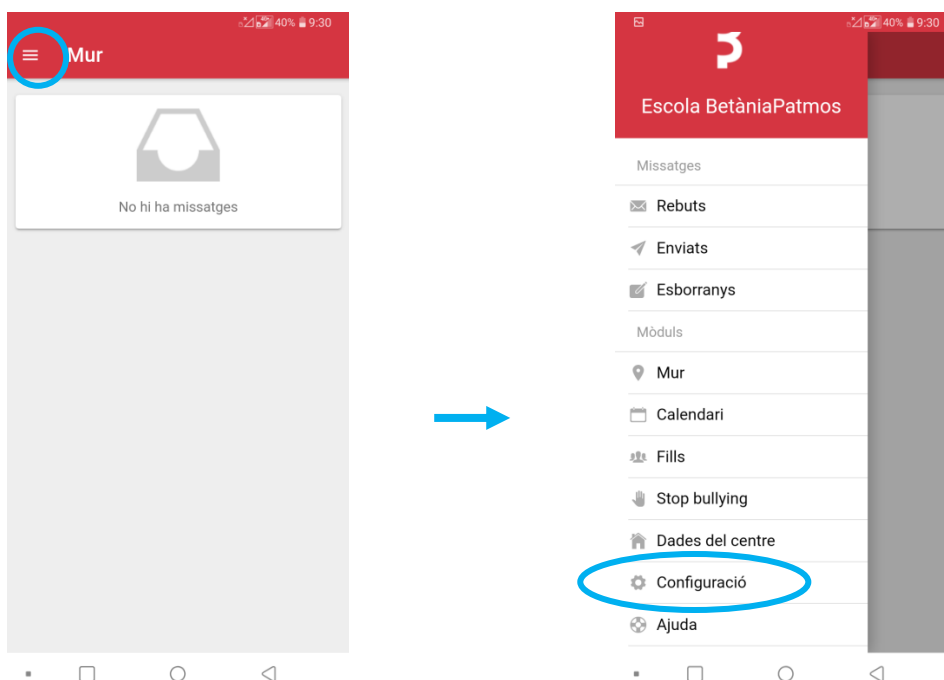 40% 9:30
Mur
No hi ha missatges
40% 9:30
Escola BetàniaPatmos
Missatges
Rebuts
Enviats
Esborranys
Mòduls
Mur
Calendari
Fills
Stop bullying
Dades del centre
Configuració
Ajuda